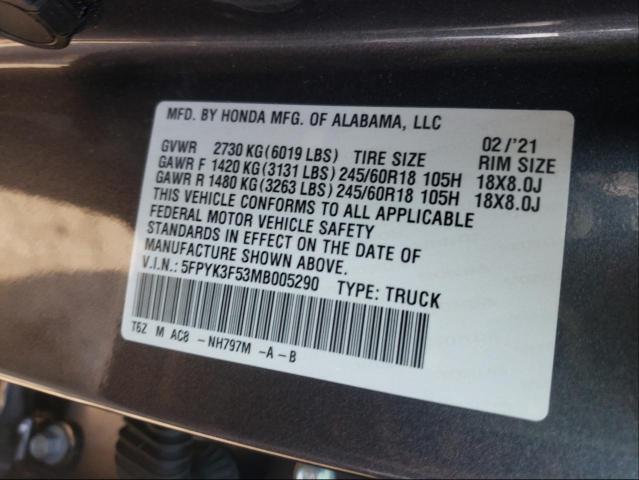 MFD. BY HONDA MFG. OF ALABAMA, LLC
02/'21
GVWR 2730 KG(6019 LBS) TIRE SIZE RIM SIZE
GAWR F 1420 KG(3131 LBS)245/60R18 105H 18X8.0J
GAWR R 1480 KG(3263 LBS)245/60R18 105H 18X8.0J
THIS VEHICLE CONFORMS TO ALL APPLICABLE
FEDERAL MOTOR VEHICLE SAFETY
STANDARDS IN EFFECT ON THE DATE OF
MANUFACTURE SHOWN ABOVE.
V.I.N.: 5FPYK3F53MB005290 TYPE: TRUCK
T6Z M AC8 - NH797M -A-B